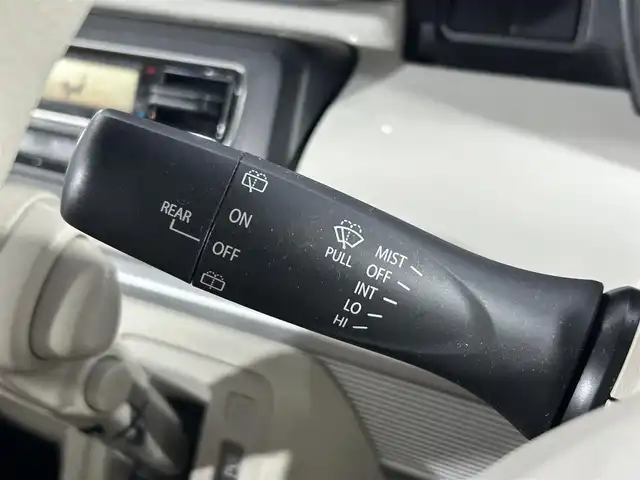 REAR
ON
OFF
PULL
MIST
OFF
INT
LO
HI